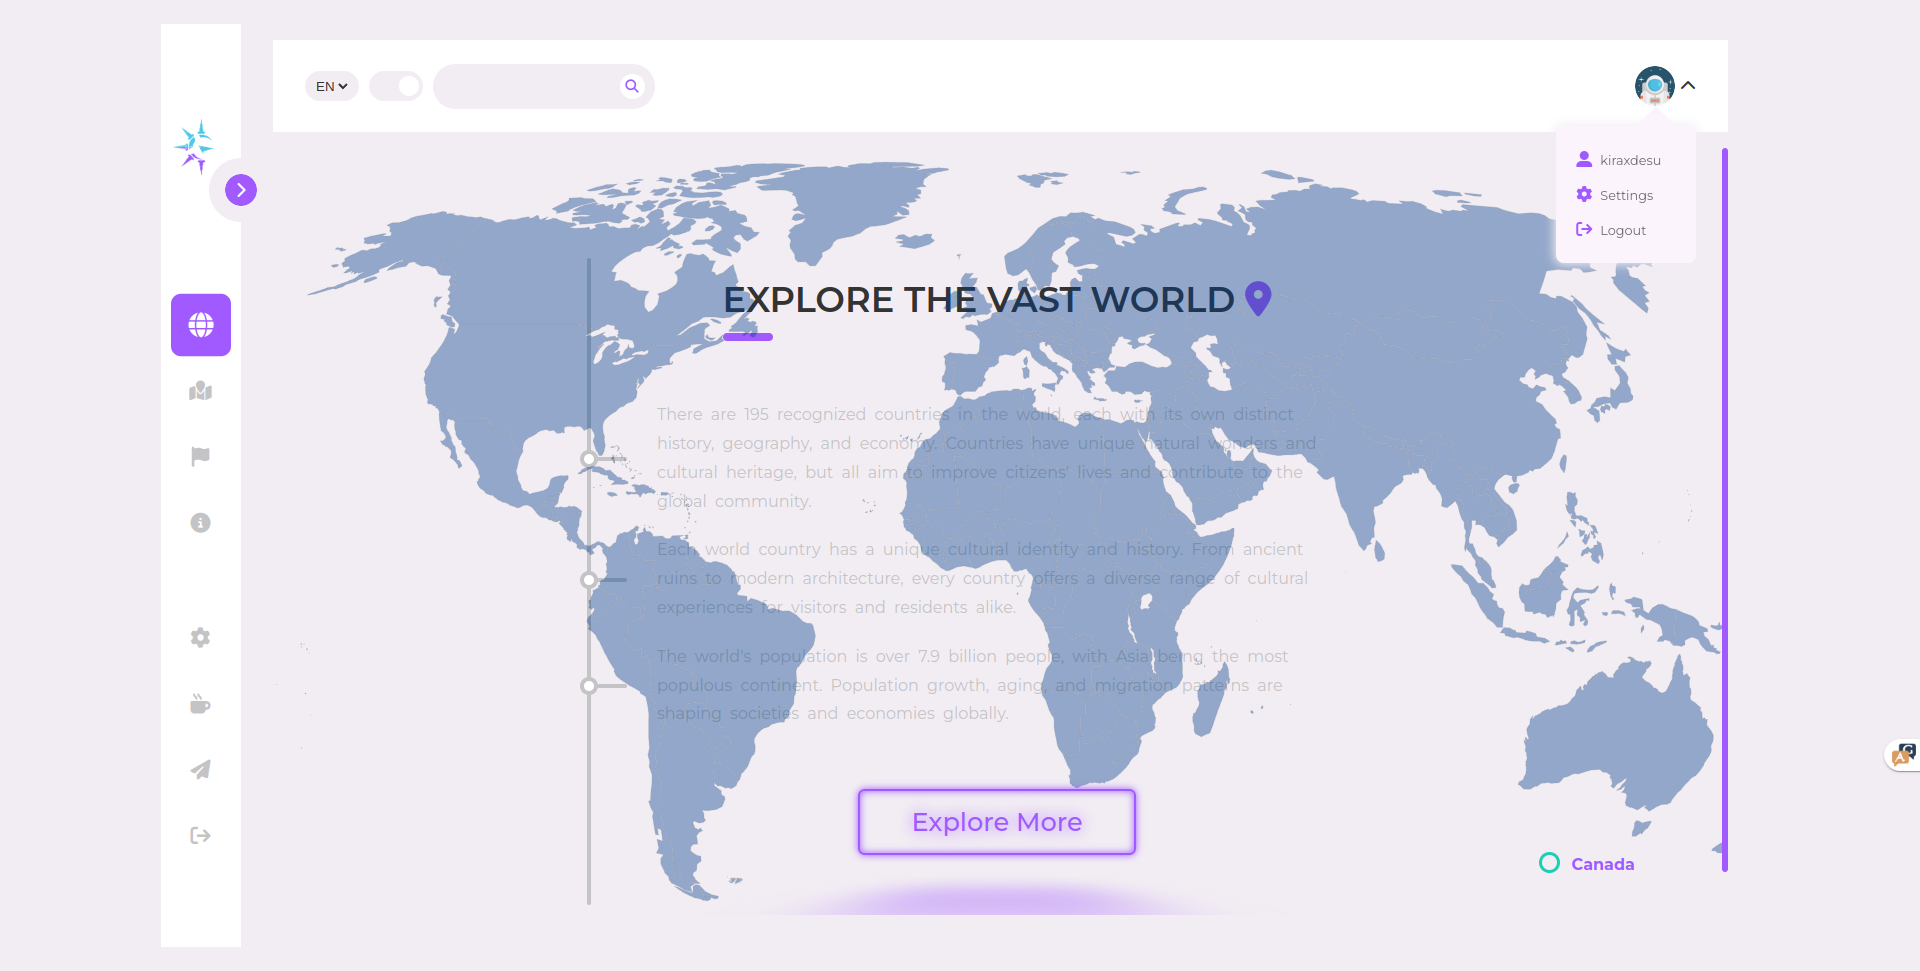 EN
kiraxdesu
Settings
Logout
EXPLORE THE VAST WORLD
There are 195 recognized countries in the world, each with its own distinct
history, geography, and economy. Countries have unique natural wonders and
cultural heritage, but all aim to improve citizens' lives and contribute to the
global community.
Each world country has a unique cultural identity and history. From ancient
ruins to modern architecture, every country offers a diverse range of cultural
experiences for visitors and residents alike.
The world's population is over 7.9 billion people, with Asia being the most
populous continent. Population growth, aging, and migration patterns are
shaping societies and economies globally.
Explore More
Canada